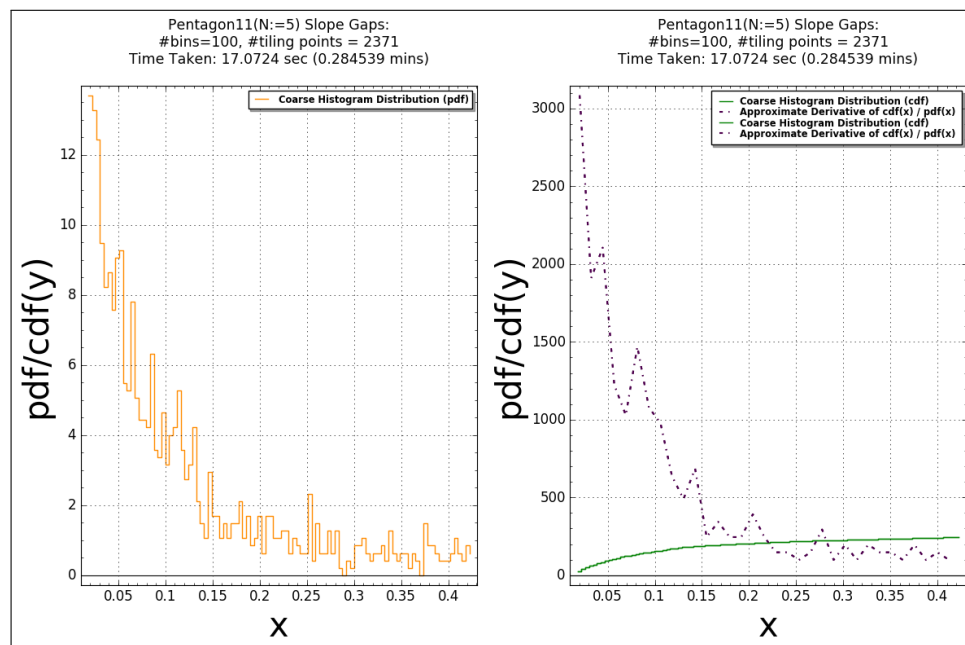 Pentagon11(N:=5) Slope Gaps:
#bins=100, #tiling points = 2371
Time Taken: 17.0724 sec (0.284539 mins)
Coarse Histogram Distribution (pdf)
pdf/cdf(y)
12
10
8
6
4
2
0
0.05
0.1
0.15
0.2
0.25
0.3
0.35
0.4
x
Pentagon11(N:=5) Slope Gaps:
#bins=100, #tiling points = 2371
Time Taken: 17.0724 sec (0.284539 mins)
Coarse Histogram Distribution (cdf)
Approximate Derivative of cdf(x) / pdf(x)
Coarse Histogram Distribution (cdf)
Approximate Derivative of cdf(x) / pdf(x)
pdf/cdf(y)
3000
2500
2000
1500
1000
500
0
0.05
0.1
0.15
0.2
0.25
0.3
0.35
0.4
x